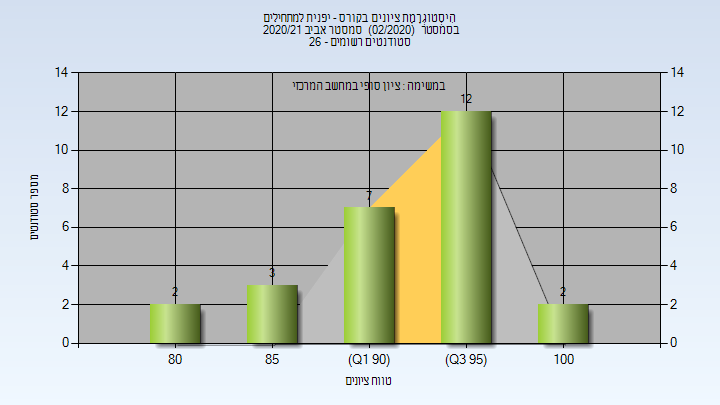 היסטוגרמת ציונים בקורס - יפנית למתחילים
בסמסטר (02/2020) סמסטר אביב 2020/21
סטודנטים רשומים - 26
במשימה : ציון סופי במחשב המרכזי
מספר סטודנטים
14 14
12 12
10 10
8 8
6 6
4 4
2 2
0 0
2 3 7 12 2
80 85 (Q1 90) (Q3 95) 100
טווח ציונים